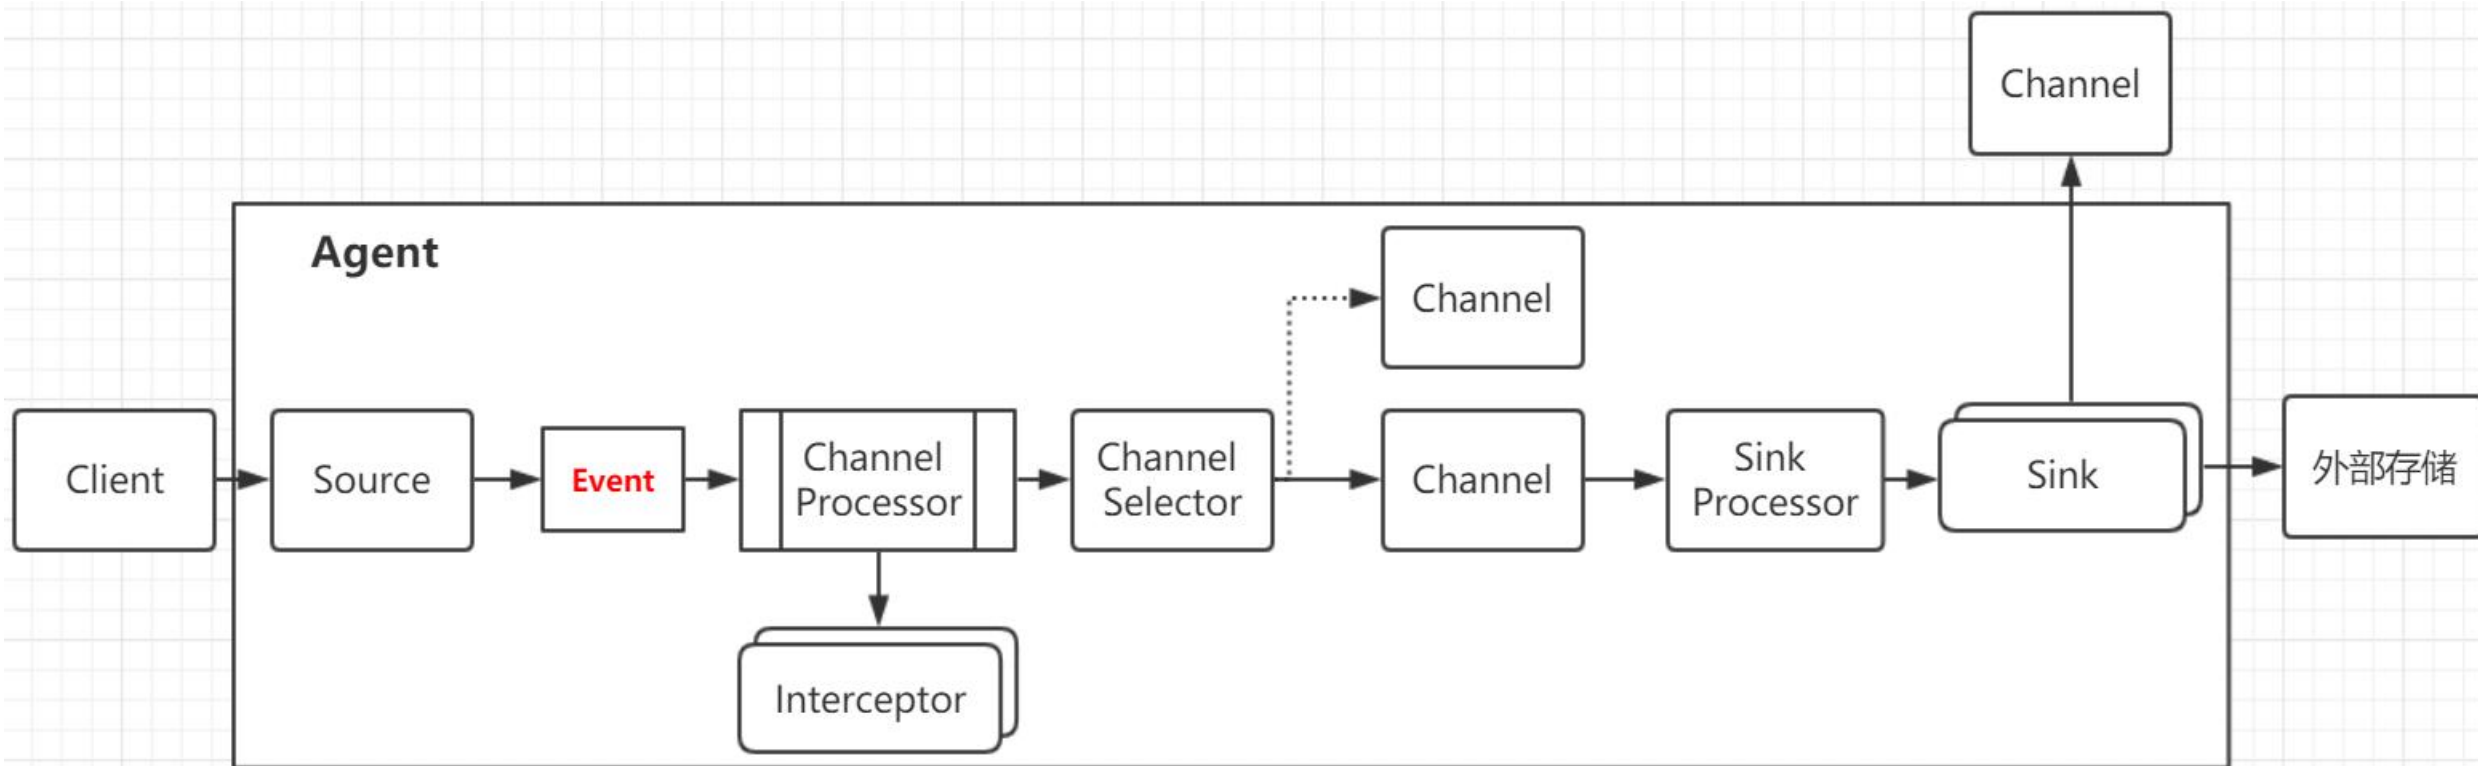 Channel
Agent
Channel
Client
Source
Event
Channel
Processor
Channel
Selector
Channel
Sink
Processor
Sink
外部存储
Interceptor